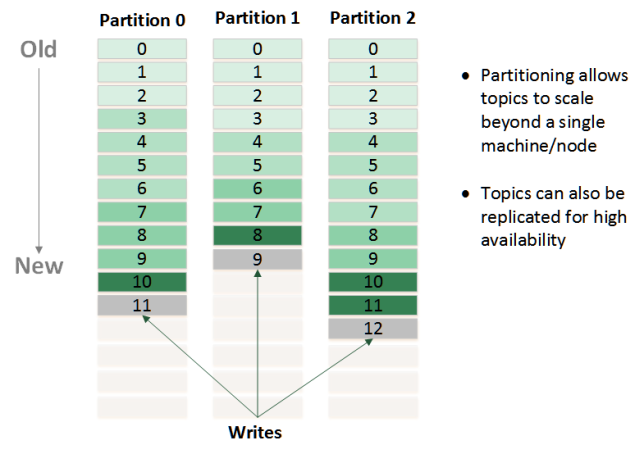 Partition 0 Partition 1 Partition 2
Old
0 0 0
1 1 1
2 2 2
3 3 3
4 4 4
5 5 5
6 6 6
7 7 7
8 8 8
9 9 9
New
10 10
11 11
12
Writes
• Partitioning allows
topics to scale
beyond a single
machine/node
• Topics can also be
replicated for high
availability